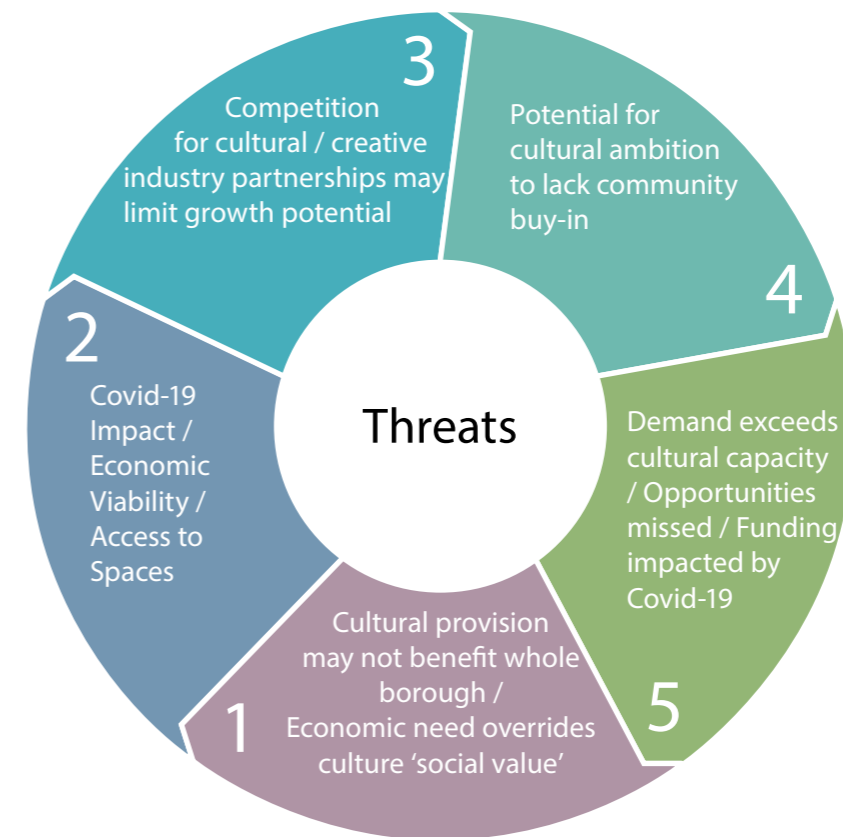 Threats
1
Cultural provision
may not benefit whole
borough /
Economic need overrides
culture ‘social value’
2
Covid-19
Impact /
Economic
Viability /
Access to
Spaces
3
Competition
for cultural / creative
industry partnerships may
limit growth potential
Potential for
cultural ambition
to lack community
buy-in
4
Demand exceeds
cultural capacity
/ Opportunities
missed / Funding
impacted by
Covid-19
5